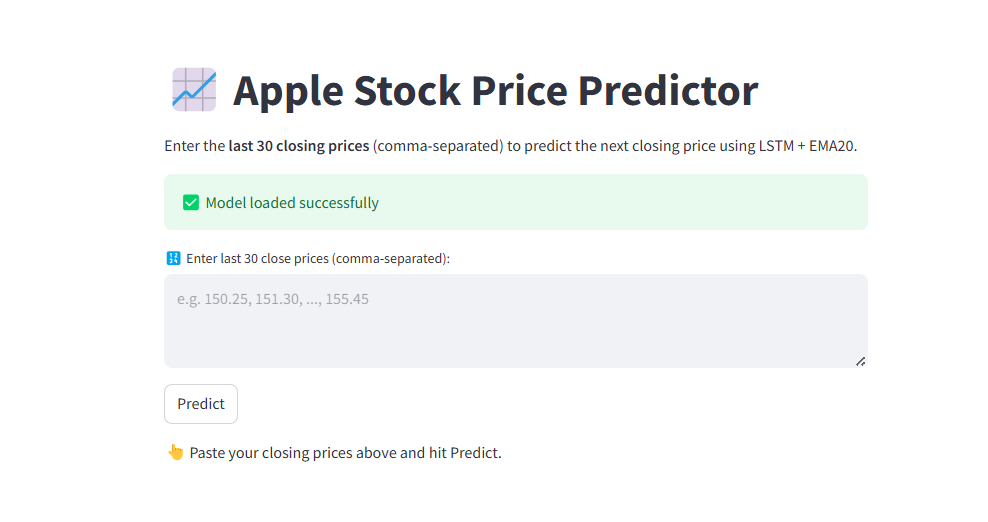 Apple Stock Price Predictor
Enter the last 30 closing prices (comma-separated) to predict the next closing price using LSTM + EMA20.
Model loaded successfully
Enter last 30 close prices (comma-separated):
e.g. 150.25, 151.30, ..., 155.45
Predict
Paste your closing prices above and hit Predict.